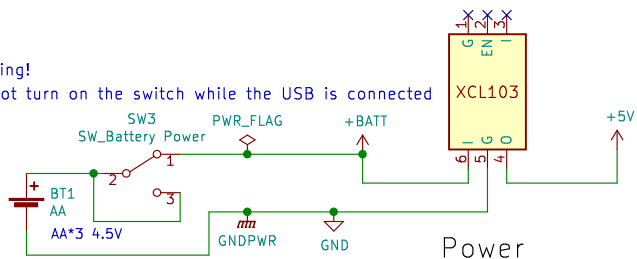 1 2 3
G EN I
ing!
XCL103
ot turn on the switch while the USB is connected
SW3
PWR_FLAG
+BATT
+5V
SW_Battery Power
1
I G O
6 5 4
2
+
BT1
3
AA
AA*3 4.5V
GNDPWR
GND
Power